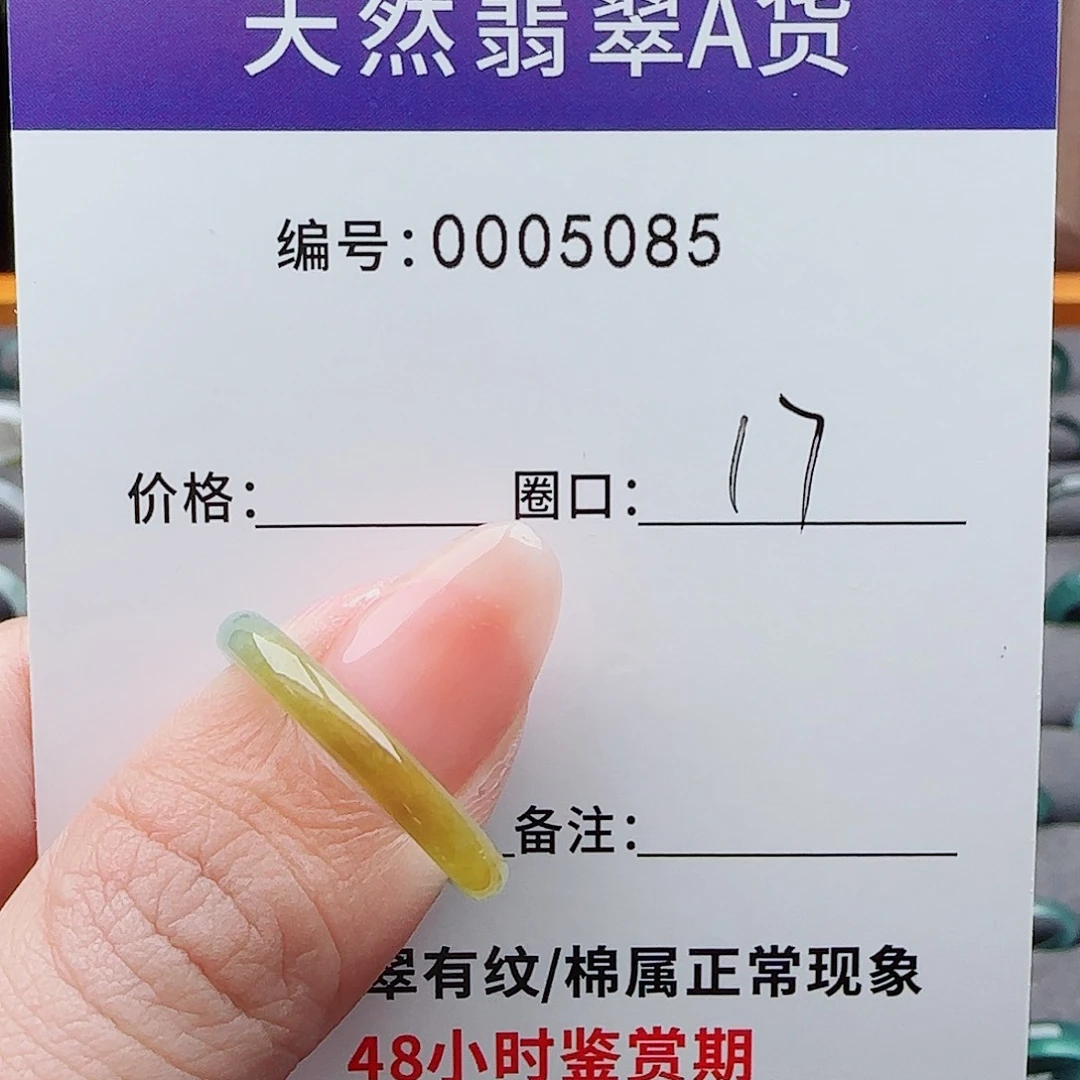 天然翡翠A货
编号:0005085
价格: 圈口: 17
备注:
翠有纹/棉属正常现象
48小时鉴赏期